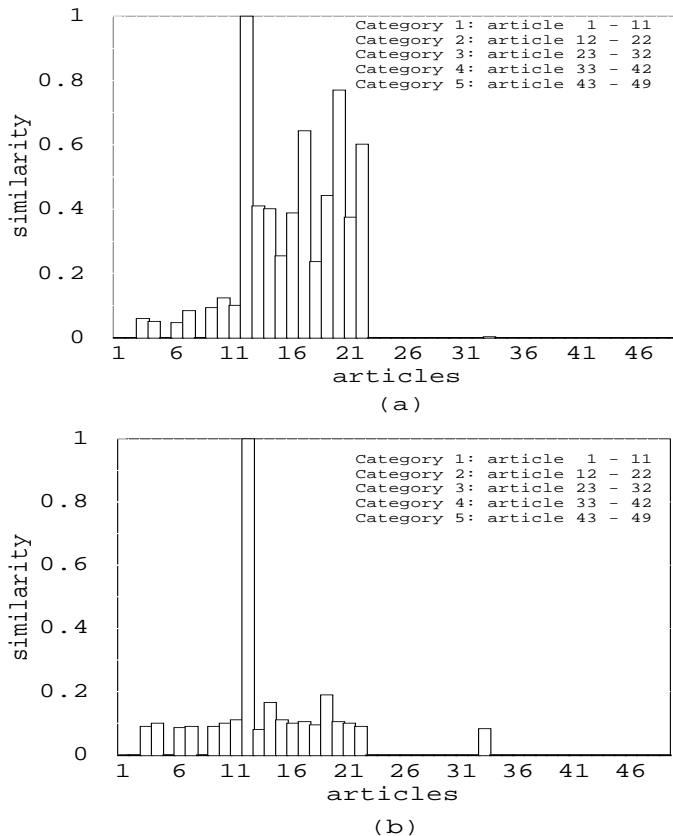 1
0.8
0.6
0.4
0.2
0
similarity
Category 1: article 1 - 11
Category 2: article 12 - 22
Category 3: article 23 - 32
Category 4: article 33 - 42
Category 5: article 43 - 49
1 6 11 16 21 26 31 36 41 46
articles
(a)
1
0.8
0.6
0.4
0.2
0
similarity
Category 1: article 1 - 11
Category 2: article 12 - 22
Category 3: article 23 - 32
Category 4: article 33 - 42
Category 5: article 43 - 49
1 6 11 16 21 26 31 36 41 46
articles
(b)